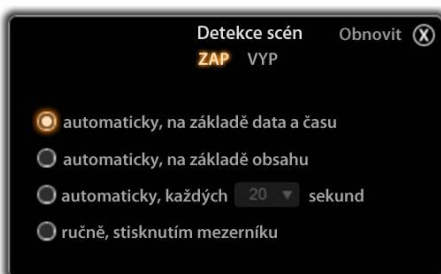 Detekce scén Obnovit X
ZAP VYP
automaticky, na základě data a času
automaticky, na základě obsahu
automaticky, každých 20 sekund
ručně, stisknutím mezerníku